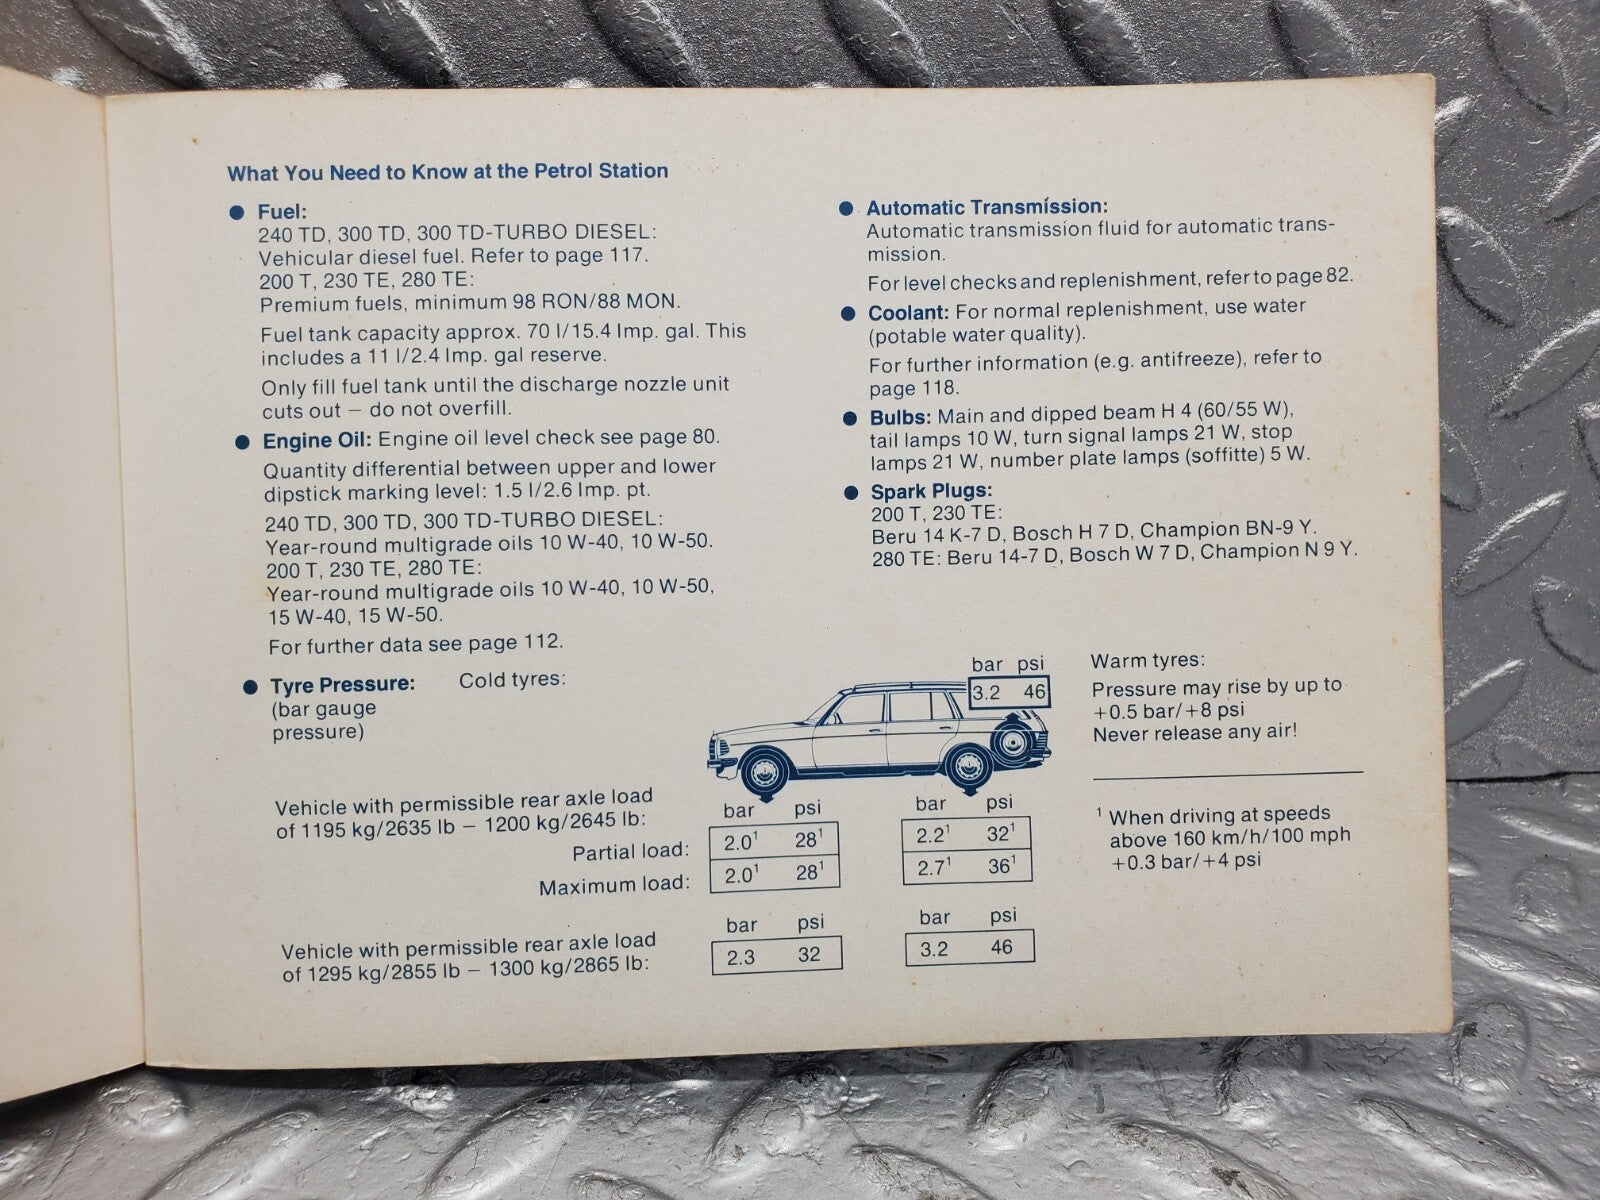 What You Need to Know at the Petrol Station
● Fuel:
240 TD, 300 TD, 300 TD-TURBO DIESEL:
Vehicular diesel fuel. Refer to page 117.
200 T, 230 TE, 280 TE:
Premium fuels, minimum 98 RON/88 MON.
Fuel tank capacity approx. 70 l/15.4 Imp. gal. This
includes a 11 l/2.4 Imp. gal reserve.
Only fill fuel tank until the discharge nozzle unit
cuts out – do not overfill.
● Engine Oil: Engine oil level check see page 80.
Quantity differential between upper and lower
dipstick marking level: 1.5 l/2.6 Imp. pt.
240 TD, 300 TD, 300 TD-TURBO DIESEL:
Year-round multigrade oils 10 W-40, 10 W-50.
200 T, 230 TE, 280 TE:
Year-round multigrade oils 10 W-40, 10 W-50,
15 W-40, 15 W-50.
For further data see page 112.
● Automatic Transmission:
Automatic transmission fluid for automatic trans-
mission.
For level checks and replenishment, refer to page 82.
● Coolant: For normal replenishment, use water
(potable water quality).
For further information (e.g. antifreeze), refer to
page 118.
● Bulbs: Main and dipped beam H 4 (60/55 W),
tail lamps 10 W, turn signal lamps 21 W, stop
lamps 21 W, number plate lamps (soffitte) 5 W.
● Spark Plugs:
200 T, 230 TE:
Beru 14 K-7 D, Bosch H 7 D, Champion BN-9 Y.
280 TE: Beru 14-7 D, Bosch W 7 D, Champion N 9 Y.
● Tyre Pressure: Cold tyres:
(bar gauge
pressure)
bar psi
3.2 46
Warm tyres:
Pressure may rise by up to
+0.5 bar/+8 psi
Never release any air!
Vehicle with permissible rear axle load
of 1195 kg/2635 lb – 1200 kg/2645 lb:
bar psi bar psi
Partial load: 2.0¹ 28¹ 2.2¹ 32¹
Maximum load: 2.0¹ 28¹ 2.7¹ 36¹
¹ When driving at speeds
above 160 km/h/100 mph
+0.3 bar/+4 psi
Vehicle with permissible rear axle load
of 1295 kg/2855 lb – 1300 kg/2865 lb:
bar psi bar psi
2.3 32 3.2 46